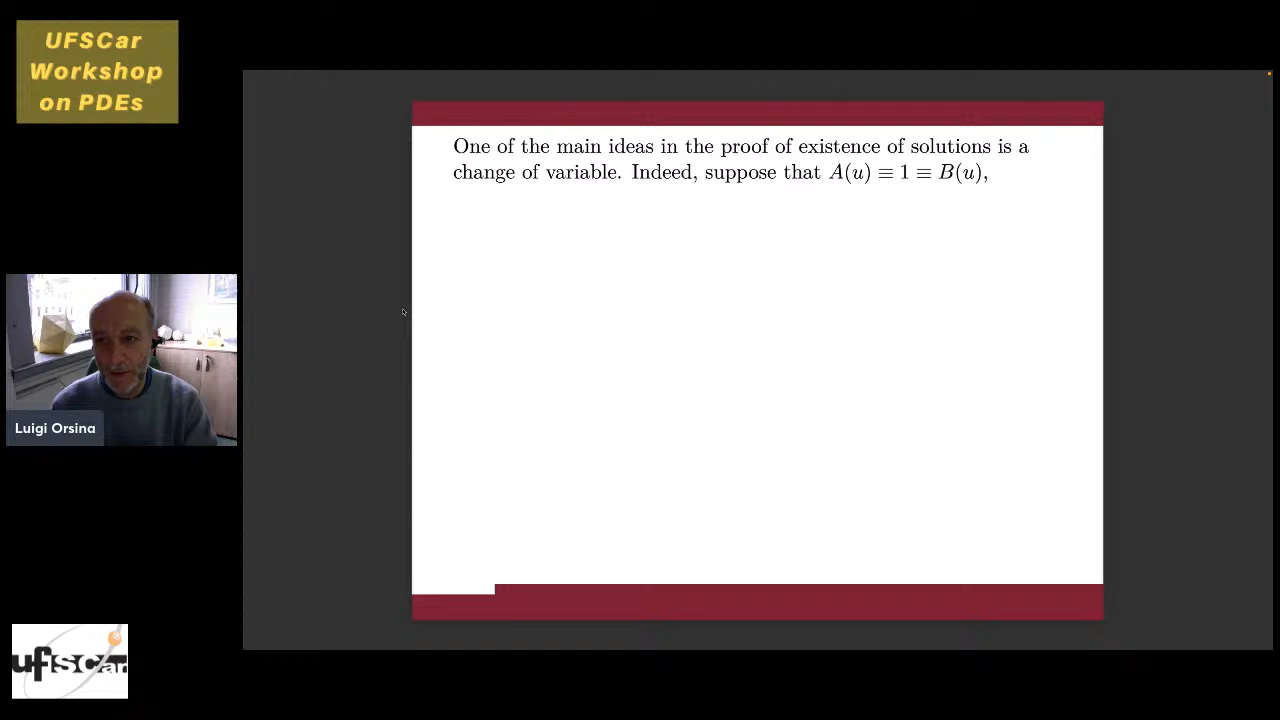 UFSCar
Workshop
on PDEs
One of the main ideas in the proof of existence of solutions is a
change of variable. Indeed, suppose that A(u) ≡ 1 ≡ B(u),
Luigi Orsina
ufscar